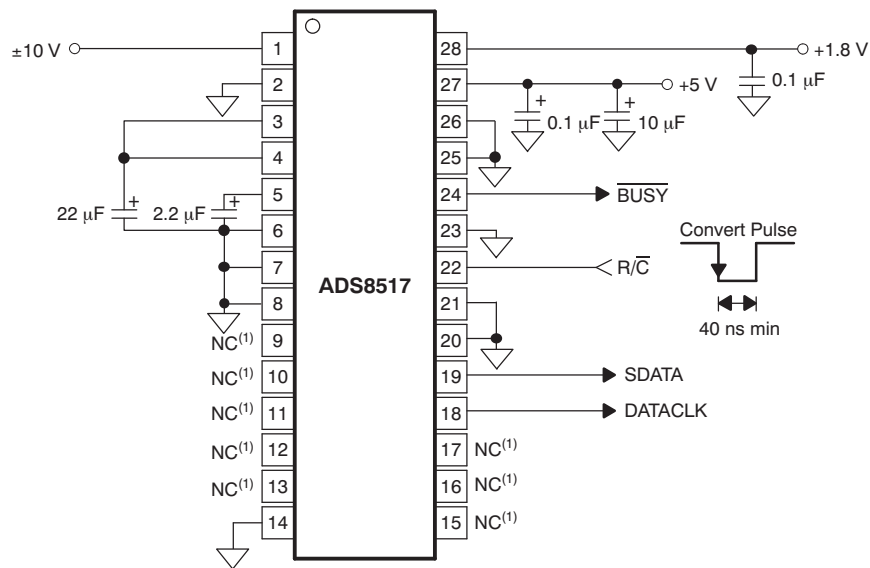 ±10 V
1
2
3
4
5
6
7
8
9
10
11
12
13
14
22 µF
+
2.2 µF
+
NC(1)
NC(1)
NC(1)
NC(1)
NC(1)
ADS8517
28
27
26
25
24
23
22
21
20
19
18
17
16
15
+1.8 V
0.1 µF
+5 V
+
0.1 µF
+
10 µF
BUSY
R/C
Convert Pulse
40 ns min
SDATA
DATACLK
NC(1)
NC(1)
NC(1)